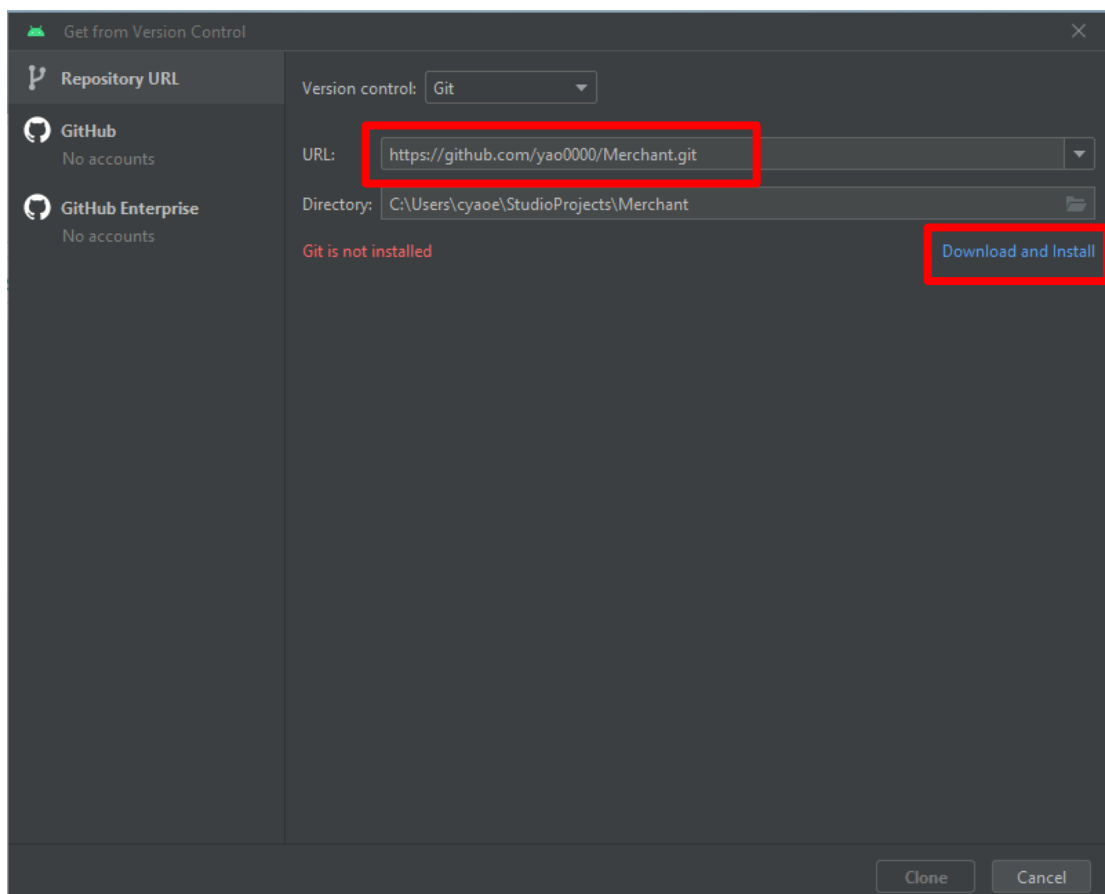 Get from Version Control
Repository URL
GitHub
No accounts
GitHub Enterprise
No accounts
Version control: Git
URL: https://github.com/yao0000/Merchant.git
Directory: C:\Users\cyaoe\StudioProjects\Merchant
Git is not installed Download and Install
Clone Cancel